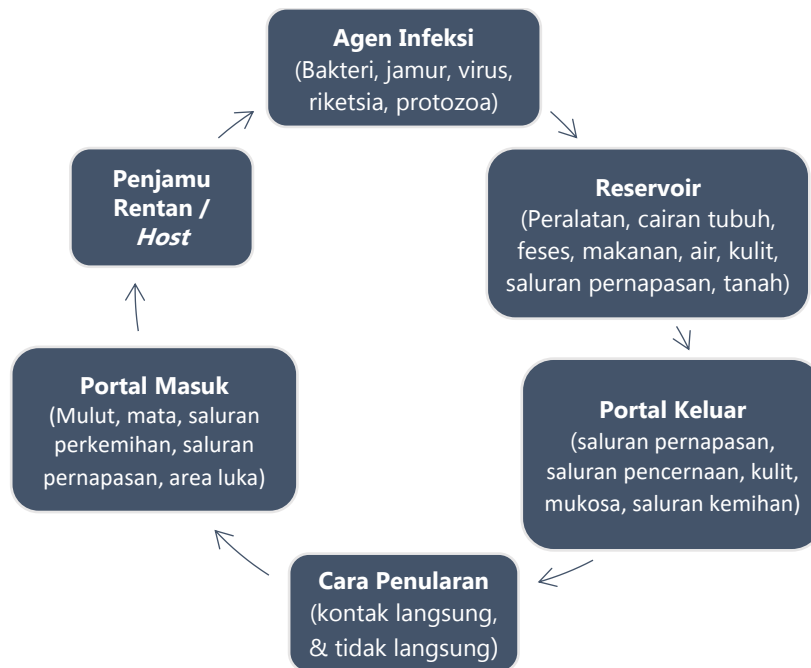 Agen Infeksi
(Bakteri, jamur, virus,
riketsia, protozoa)
Reservoir
(Peralatan, cairan tubuh,
feses, makanan, air, kulit,
saluran pernapasan, tanah)
Portal Keluar
(saluran pernapasan,
saluran pencernaan, kulit,
mukosa, saluran kemihan)
Cara Penularan
(kontak langsung,
& tidak langsung)
Portal Masuk
(Mulut, mata, saluran
perkemihan, saluran
pernapasan, area luka)
Penjamu
Rentan /
Host